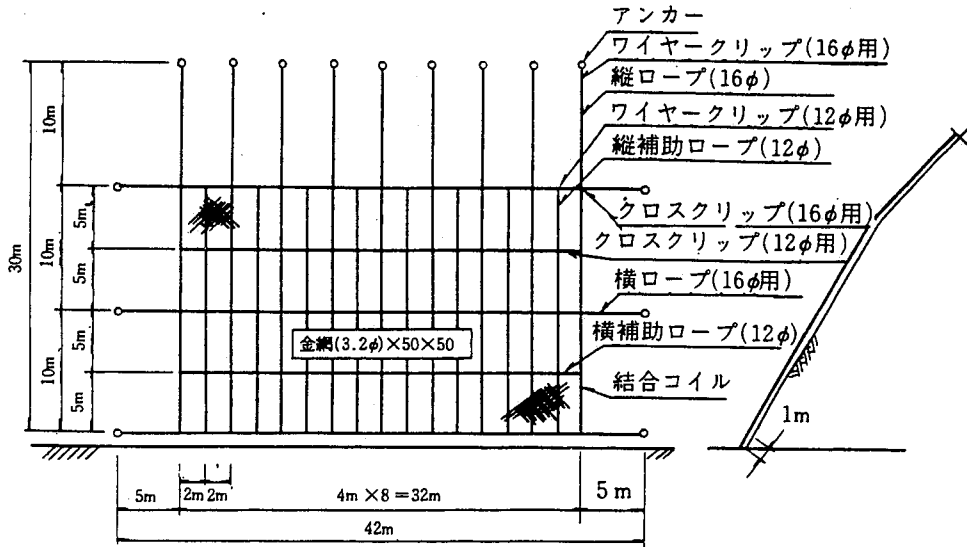 アンカー
ワイヤークリップ(16φ用)
縦ロープ(16φ)
ワイヤークリップ(12φ用)
縦補助ロープ(12φ)
クロスクリップ(16φ用)
クロスクリップ(12φ用)
横ロープ(16φ用)
横補助ロープ(12φ)
結合コイル
金網(3.2φ)×50×50
30m
10m
10m
10m
5m
5m
5m
5m
1m
5m
2m
2m
4m×8=32m
5m
42m